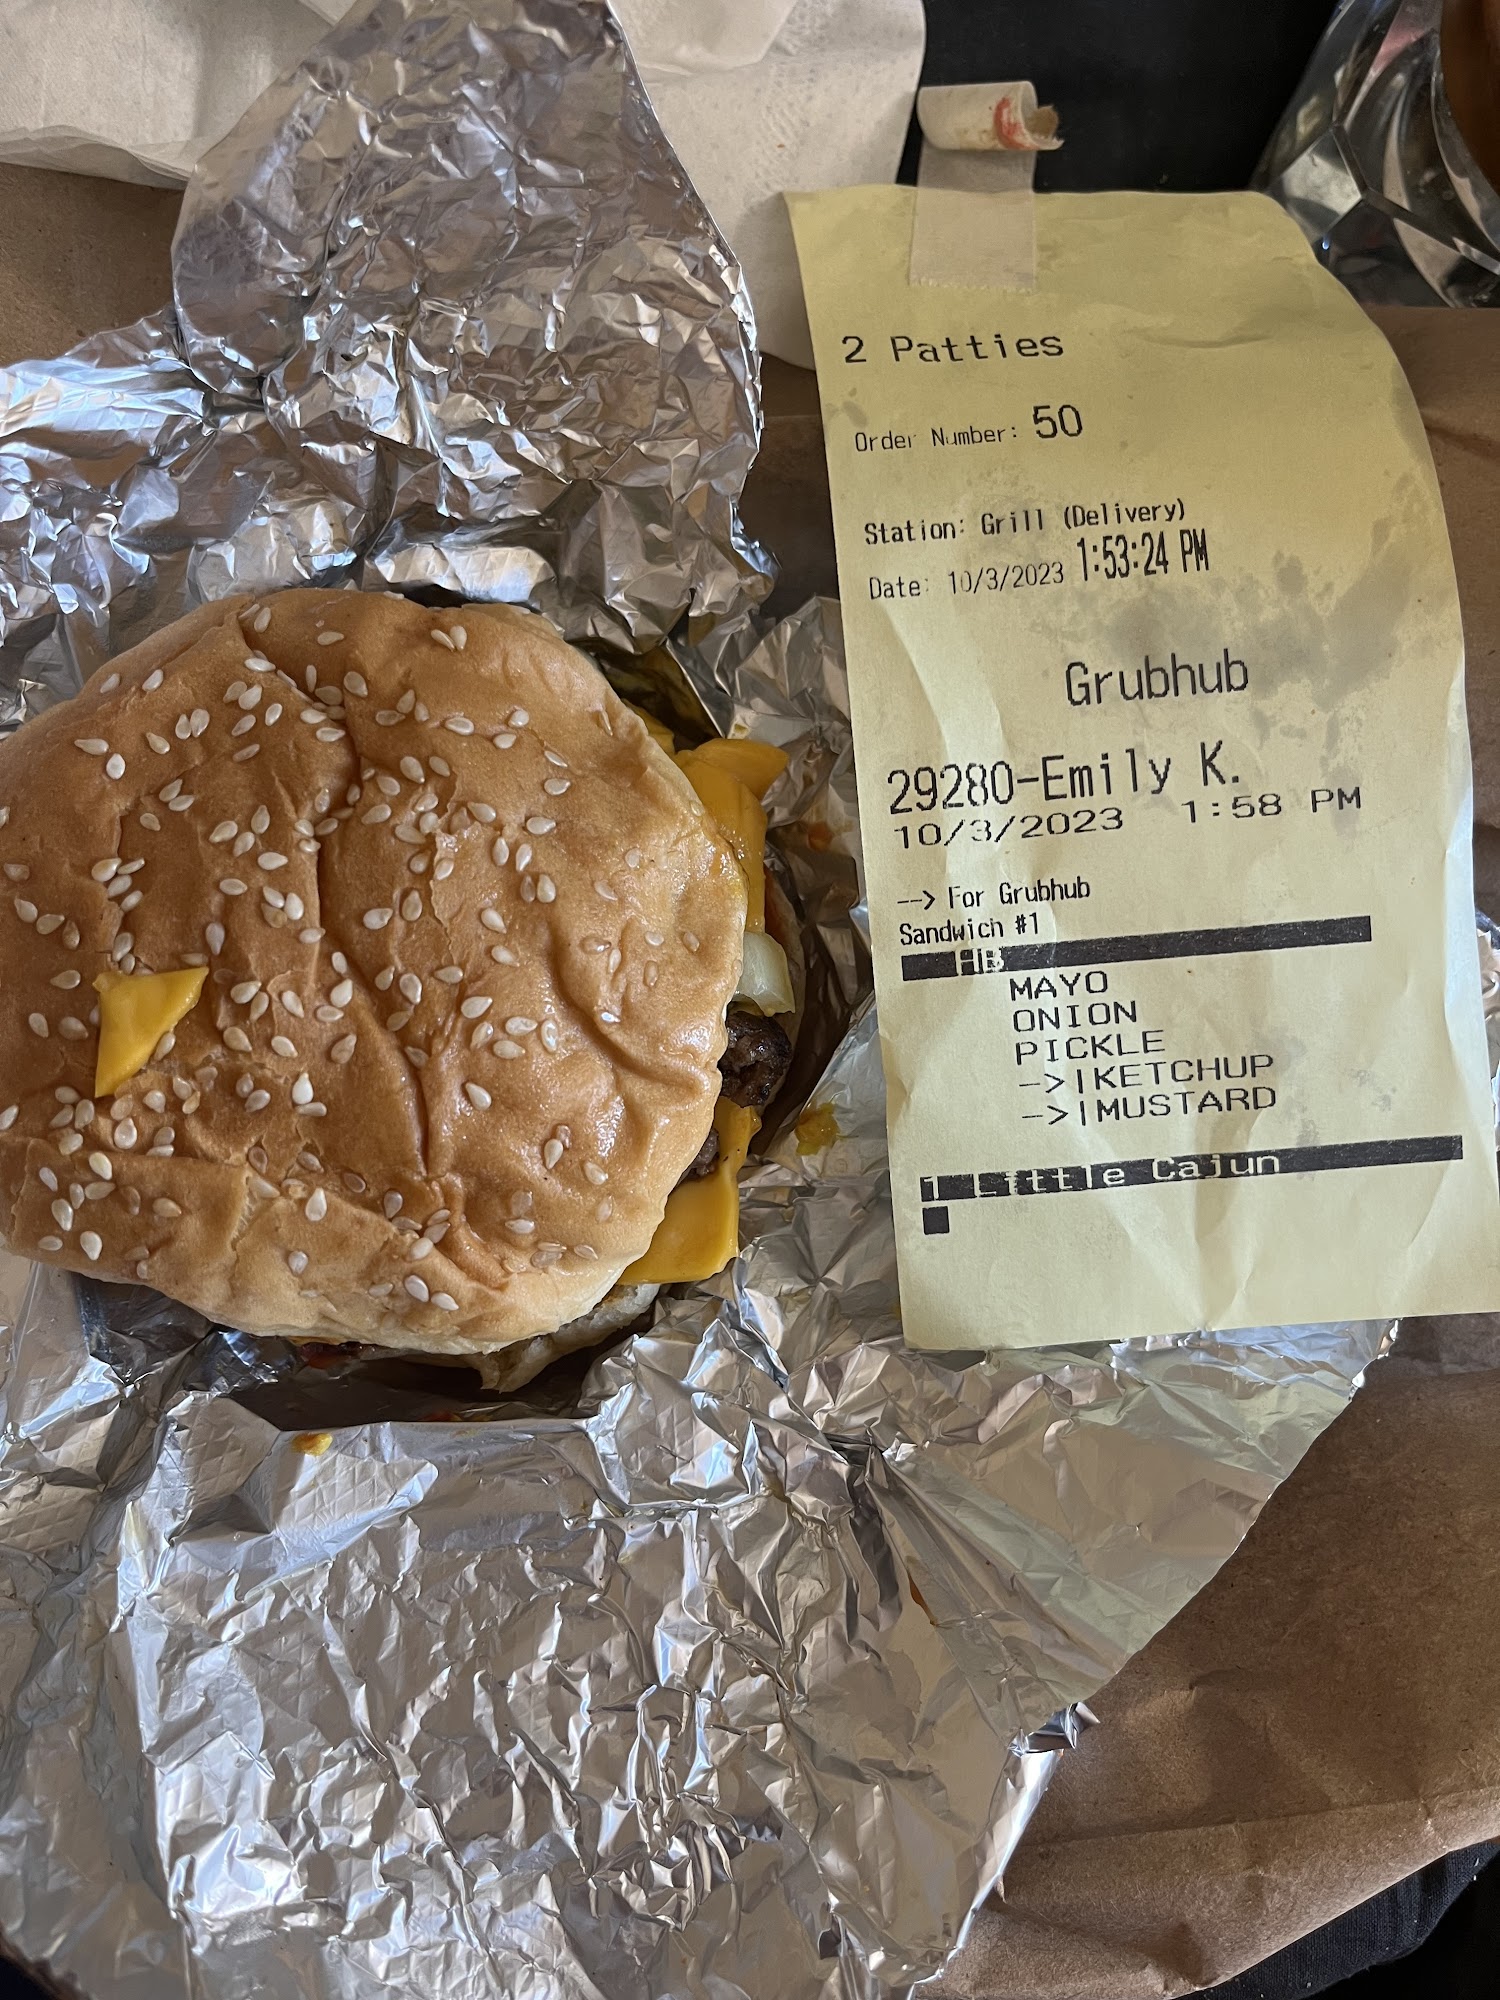 2 Patties
Order Number: 50
Station: Grill (Delivery)
Date: 10/3/2023 1:53:24 PM
Grubhub
29280-Emily K.
10/3/2023 1:58 PM
--> For Grubhub
Sandwich #1
HB
MAYO
ONION
PICKLE
->|KETCHUP
->|MUSTARD
1 Little Cajun